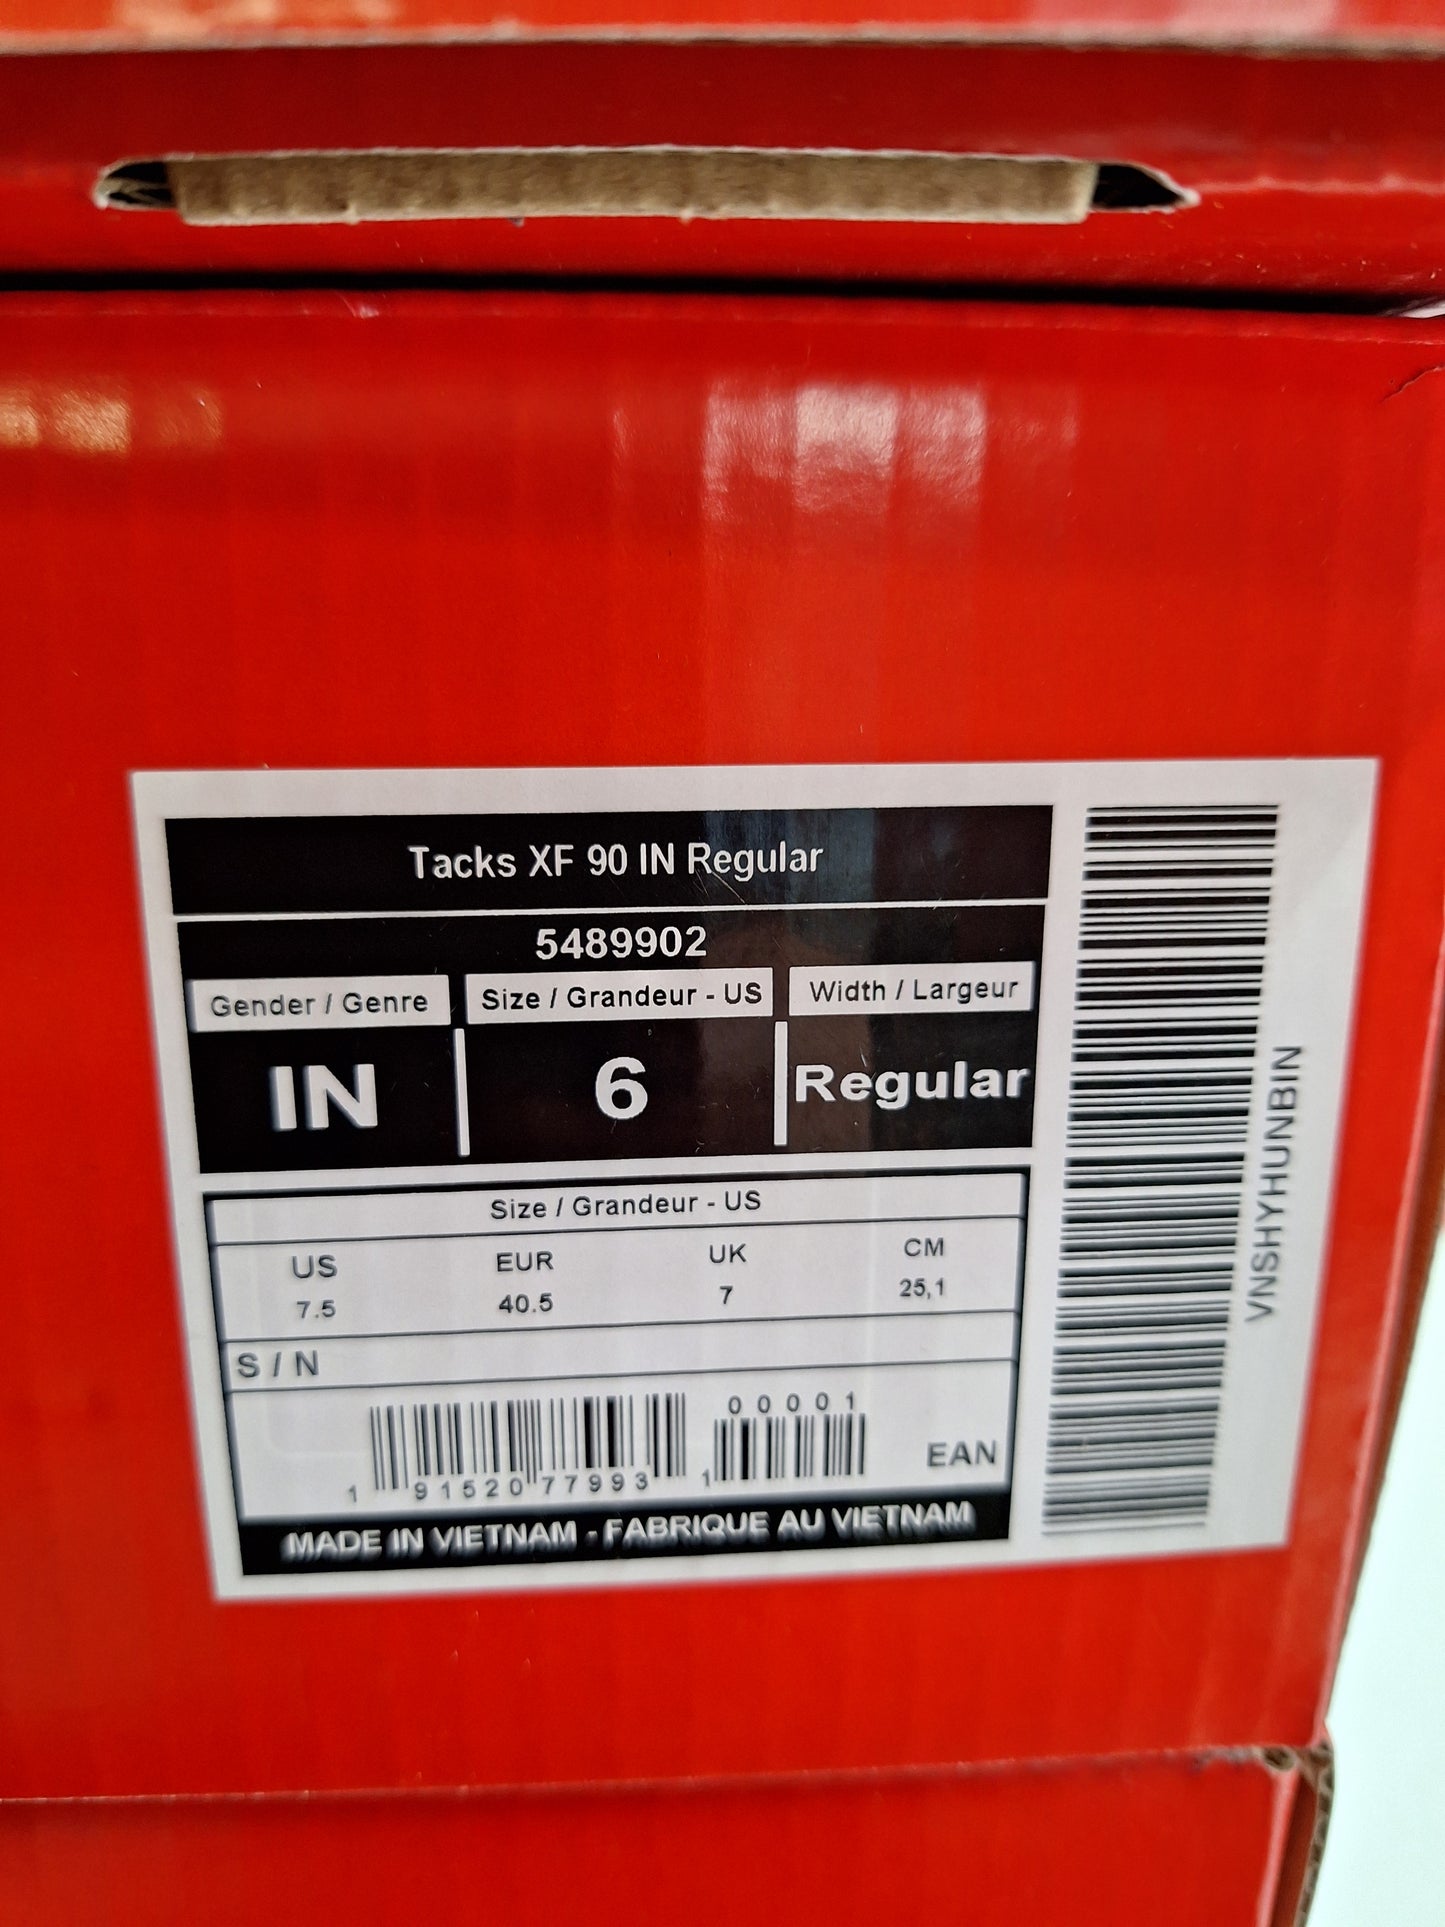 Tacks XF 90 IN Regular
5489902
Gender / Genre Size / Grandeur - US Width / Largeur
IN 6 Regular
Size / Grandeur - US
US EUR UK CM
7.5 40.5 7 25,1
S / N
00001
1 91520 77993 1
EAN
MADE IN VIETNAM - FABRIQUE AU VIETNAM
VNSHYHUNBIN